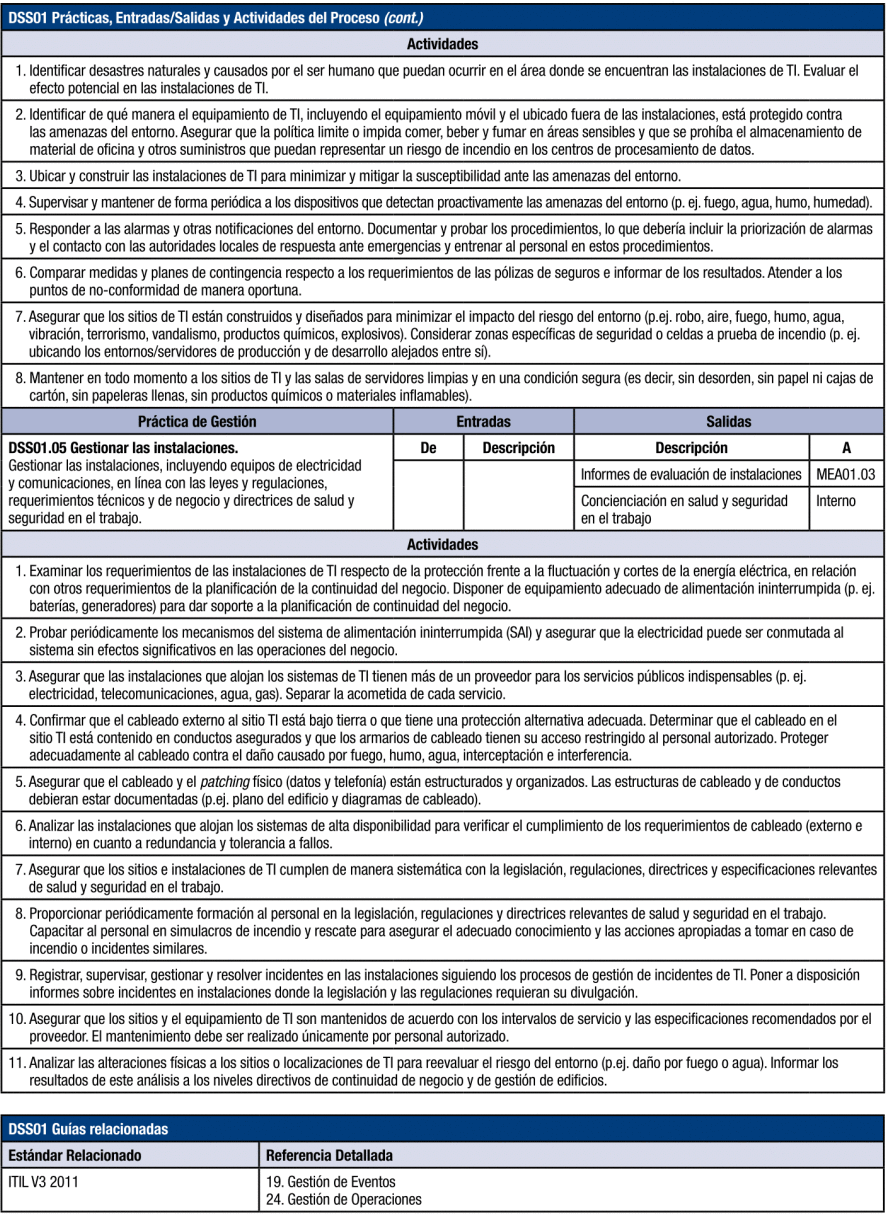 DSS01 Prácticas, Entradas/Salidas y Actividades del Proceso (cont.)
Actividades
1. Identificar desastres naturales y causados por el ser humano que puedan ocurrir en el área donde se encuentran las instalaciones de TI. Evaluar el
efecto potencial en las instalaciones de TI.
2. Identificar de qué manera el equipamiento de TI, incluyendo el equipamiento móvil y el ubicado fuera de las instalaciones, está protegido contra
las amenazas del entorno. Asegurar que la política limite o impida comer, beber y fumar en áreas sensibles y que se prohíba el almacenamiento de
material de oficina y otros suministros que puedan representar un riesgo de incendio en los centros de procesamiento de datos.
3. Ubicar y construir las instalaciones de TI para minimizar y mitigar la susceptibilidad ante las amenazas del entorno.
4. Supervisar y mantener de forma periódica a los dispositivos que detectan proactivamente las amenazas del entorno (p. ej. fuego, agua, humo, humedad).
5. Responder a las alarmas y otras notificaciones del entorno. Documentar y probar los procedimientos, lo que debería incluir la priorización de alarmas
y el contacto con las autoridades locales de respuesta ante emergencias y entrenar al personal en estos procedimientos.
6. Comparar medidas y planes de contingencia respecto a los requerimientos de las pólizas de seguros e informar de los resultados. Atender a los
puntos de no-conformidad de manera oportuna.
7. Asegurar que los sitios de TI están construidos y diseñados para minimizar el impacto del riesgo del entorno (p.ej. robo, aire, fuego, humo, agua,
vibración, terrorismo, vandalismo, productos químicos, explosivos). Considerar zonas específicas de seguridad o celdas a prueba de incendio (p. ej.
ubicando los entornos/servidores de producción y de desarrollo alejados entre sí).
8. Mantener en todo momento a los sitios de TI y las salas de servidores limpias y en una condición segura (es decir, sin desorden, sin papel ni cajas de
cartón, sin papeleras llenas, sin productos químicos o materiales inflamables).
Práctica de Gestión Entradas Salidas
DSS01.05 Gestionar las instalaciones.
Gestionar las instalaciones, incluyendo equipos de electricidad
y comunicaciones, en línea con las leyes y regulaciones,
requerimientos técnicos y de negocio y directrices de salud y
seguridad en el trabajo.
De Descripción Descripción A
Informes de evaluación de instalaciones MEA01.03
Concienciación en salud y seguridad
en el trabajo
Interno
Actividades
1. Examinar los requerimientos de las instalaciones de TI respecto de la protección frente a la fluctuación y cortes de la energía eléctrica, en relación
con otros requerimientos de la planificación de la continuidad del negocio. Disponer de equipamiento adecuado de alimentación ininterrumpida (p. ej.
baterías, generadores) para dar soporte a la planificación de continuidad del negocio.
2. Probar periódicamente los mecanismos del sistema de alimentación ininterrumpida (SAI) y asegurar que la electricidad puede ser conmutada al
sistema sin efectos significativos en las operaciones del negocio.
3. Asegurar que las instalaciones que alojan los sistemas de TI tienen más de un proveedor para los servicios públicos indispensables (p. ej.
electricidad, telecomunicaciones, agua, gas). Separar la acometida de cada servicio.
4. Confirmar que el cableado externo al sitio TI está bajo tierra o que tiene una protección alternativa adecuada. Determinar que el cableado en el
sitio TI está contenido en conductos asegurados y que los armarios de cableado tienen su acceso restringido al personal autorizado. Proteger
adecuadamente al cableado contra el daño causado por fuego, humo, agua, interceptación e interferencia.
5. Asegurar que el cableado y el patching físico (datos y telefonía) están estructurados y organizados. Las estructuras de cableado y de conductos
debieran estar documentadas (p.ej. plano del edificio y diagramas de cableado).
6. Analizar las instalaciones que alojan los sistemas de alta disponibilidad para verificar el cumplimiento de los requerimientos de cableado (externo e
interno) en cuanto a redundancia y tolerancia a fallos.
7. Asegurar que los sitios e instalaciones de TI cumplen de manera sistemática con la legislación, regulaciones, directrices y especificaciones relevantes
de salud y seguridad en el trabajo.
8. Proporcionar periódicamente formación al personal en la legislación, regulaciones y directrices relevantes de salud y seguridad en el trabajo.
Capacitar al personal en simulacros de incendio y rescate para asegurar el adecuado conocimiento y las acciones apropiadas a tomar en caso de
incendio o incidentes similares.
9. Registrar, supervisar, gestionar y resolver incidentes en las instalaciones siguiendo los procesos de gestión de incidentes de TI. Poner a disposición
informes sobre incidentes en instalaciones donde la legislación y las regulaciones requieran su divulgación.
10. Asegurar que los sitios y el equipamiento de TI son mantenidos de acuerdo con los intervalos de servicio y las especificaciones recomendados por el
proveedor. El mantenimiento debe ser realizado únicamente por personal autorizado.
11. Analizar las alteraciones físicas a los sitios o localizaciones de TI para reevaluar el riesgo del entorno (p.ej. daño por fuego o agua). Informar los
resultados de este análisis a los niveles directivos de continuidad de negocio y de gestión de edificios.
DSS01 Guías relacionadas
Estándar Relacionado Referencia Detallada
ITIL V3 2011 19. Gestión de Eventos
24. Gestión de Operaciones